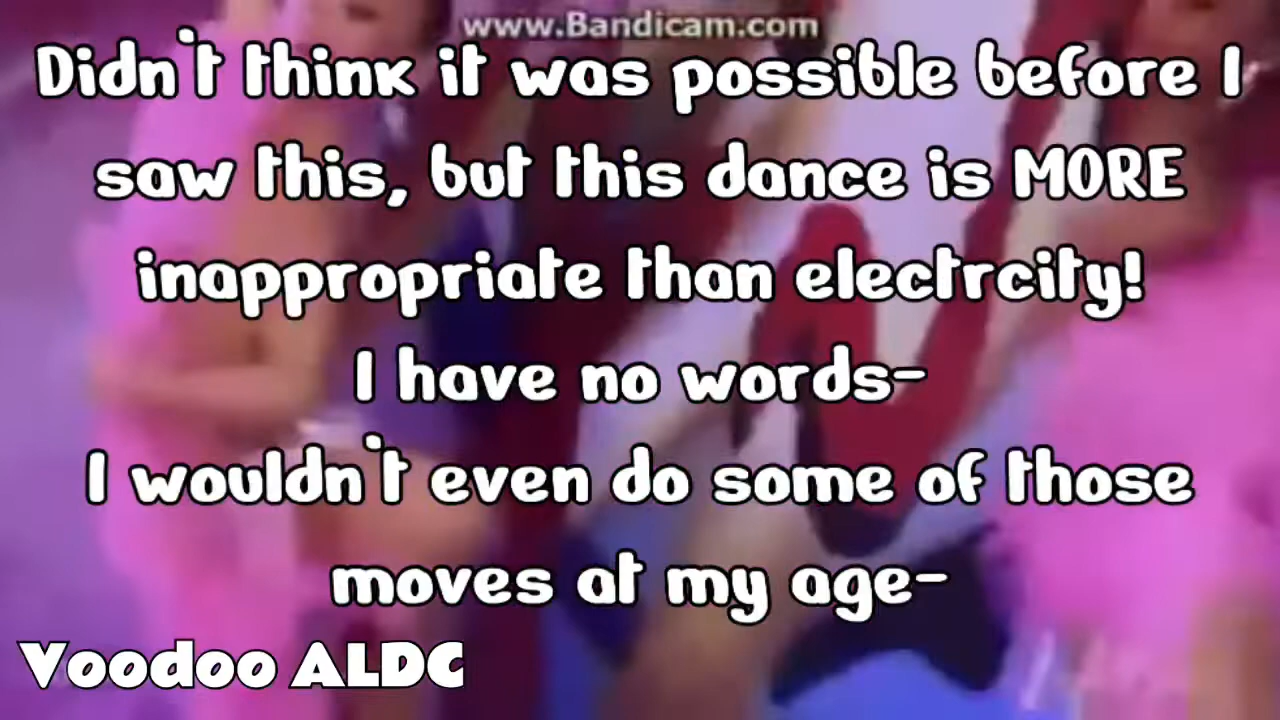 www.Bandicam.com
Didn't think it was possible before I
saw this, but this dance is MORE
inappropriate than electrcity!
I have no words-
I wouldn't even do some of those
moves at my age-
Voodoo ALDC